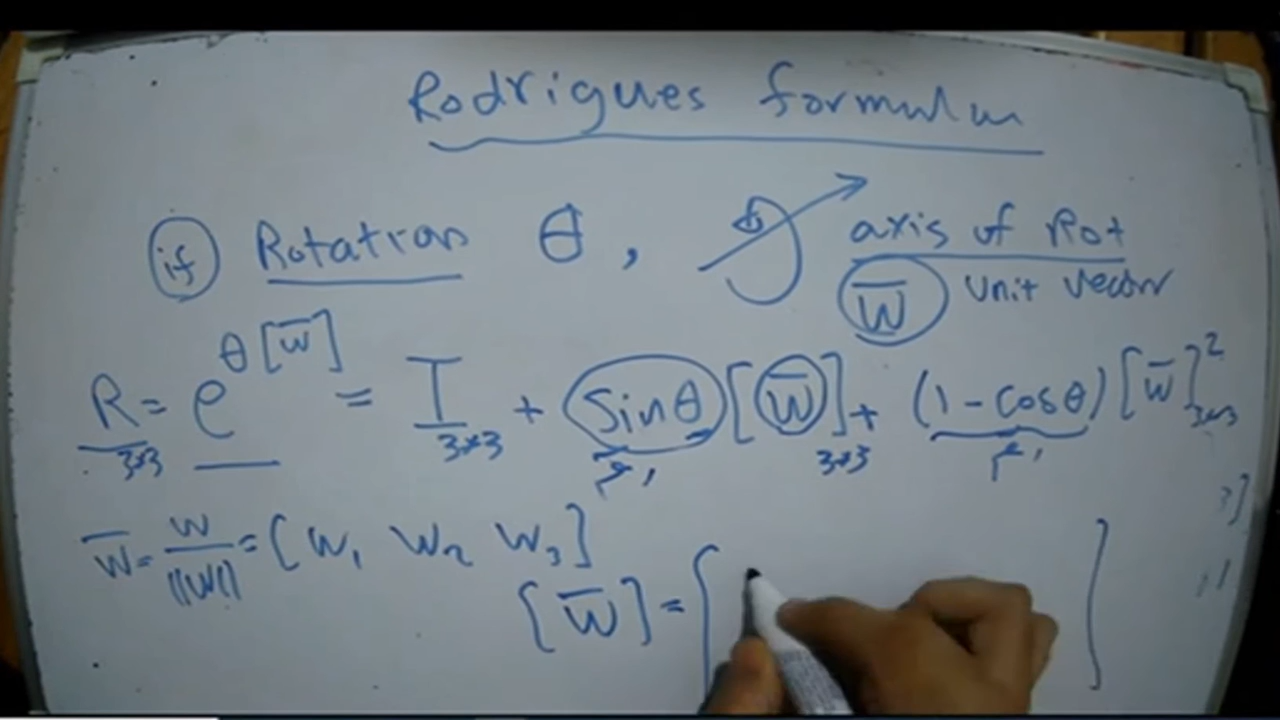 Rodrigues formula
if Rotation θ, axis of Rot
W̅ unit vector
R = e^θ[W̅] = I + sinθ [W̅] + (1 - cosθ) [W̅]²
3*3 3*3 3*3 3*3
W̅ = W/||W|| = [W₁ W₂ W₃]
[W̅] = [ ]